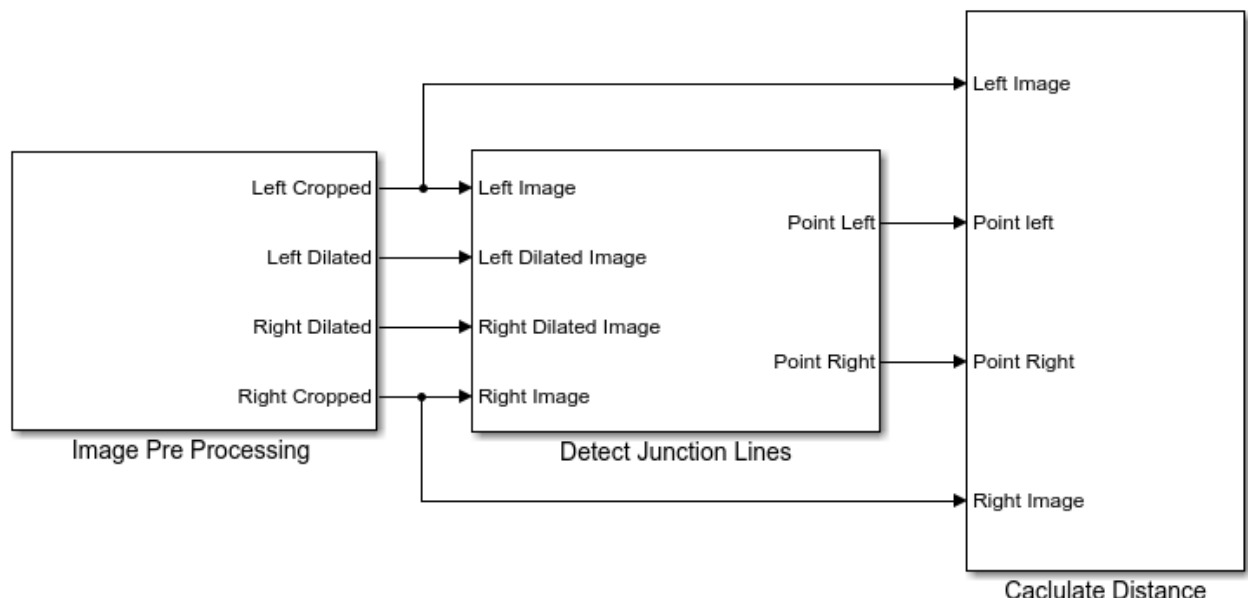 Left Image
Left Cropped
Left Image
Point Left
Point left
Left Dilated
Left Dilated Image
Right Dilated
Right Dilated Image
Point Right
Point Right
Right Cropped
Right Image
Image Pre Processing
Detect Junction Lines
Right Image
Caclulate Distance